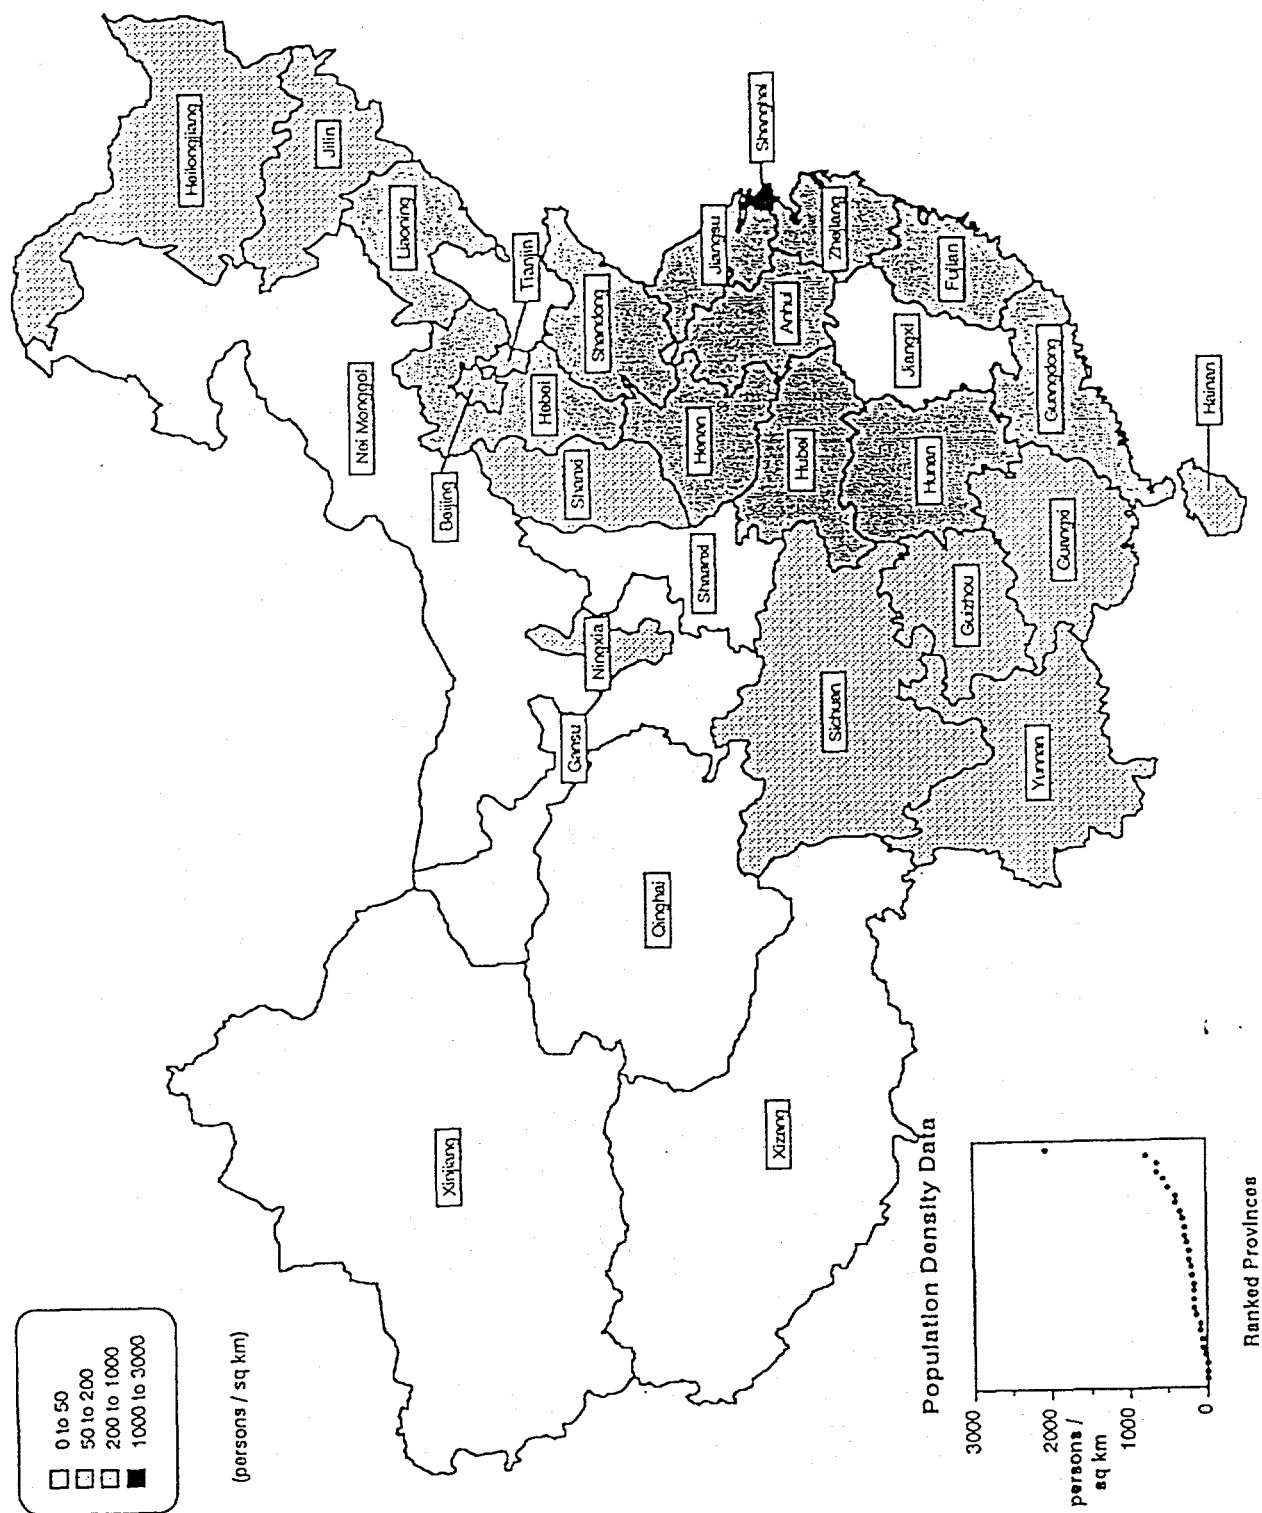 0 to 50
50 to 200
200 to 1000
1000 to 3000
(persons / sq km)
Heilongjiang
Jilin
Liaoning
Nei Monggol
Beijing
Tianjin
Hebei
Shanxi
Shandong
Jiangsu
Shanghai
Zhejiang
Anhui
Henan
Hubei
Hunan
Jiangxi
Fujian
Guangdong
Hainan
Guangxi
Guizhou
Yunnan
Sichuan
Shaanxi
Ningxia
Gansu
Qinghai
Xinjiang
Xizang
Population Density Data
3000
2000
1000
0
persons /
sq km
Ranked Provinces